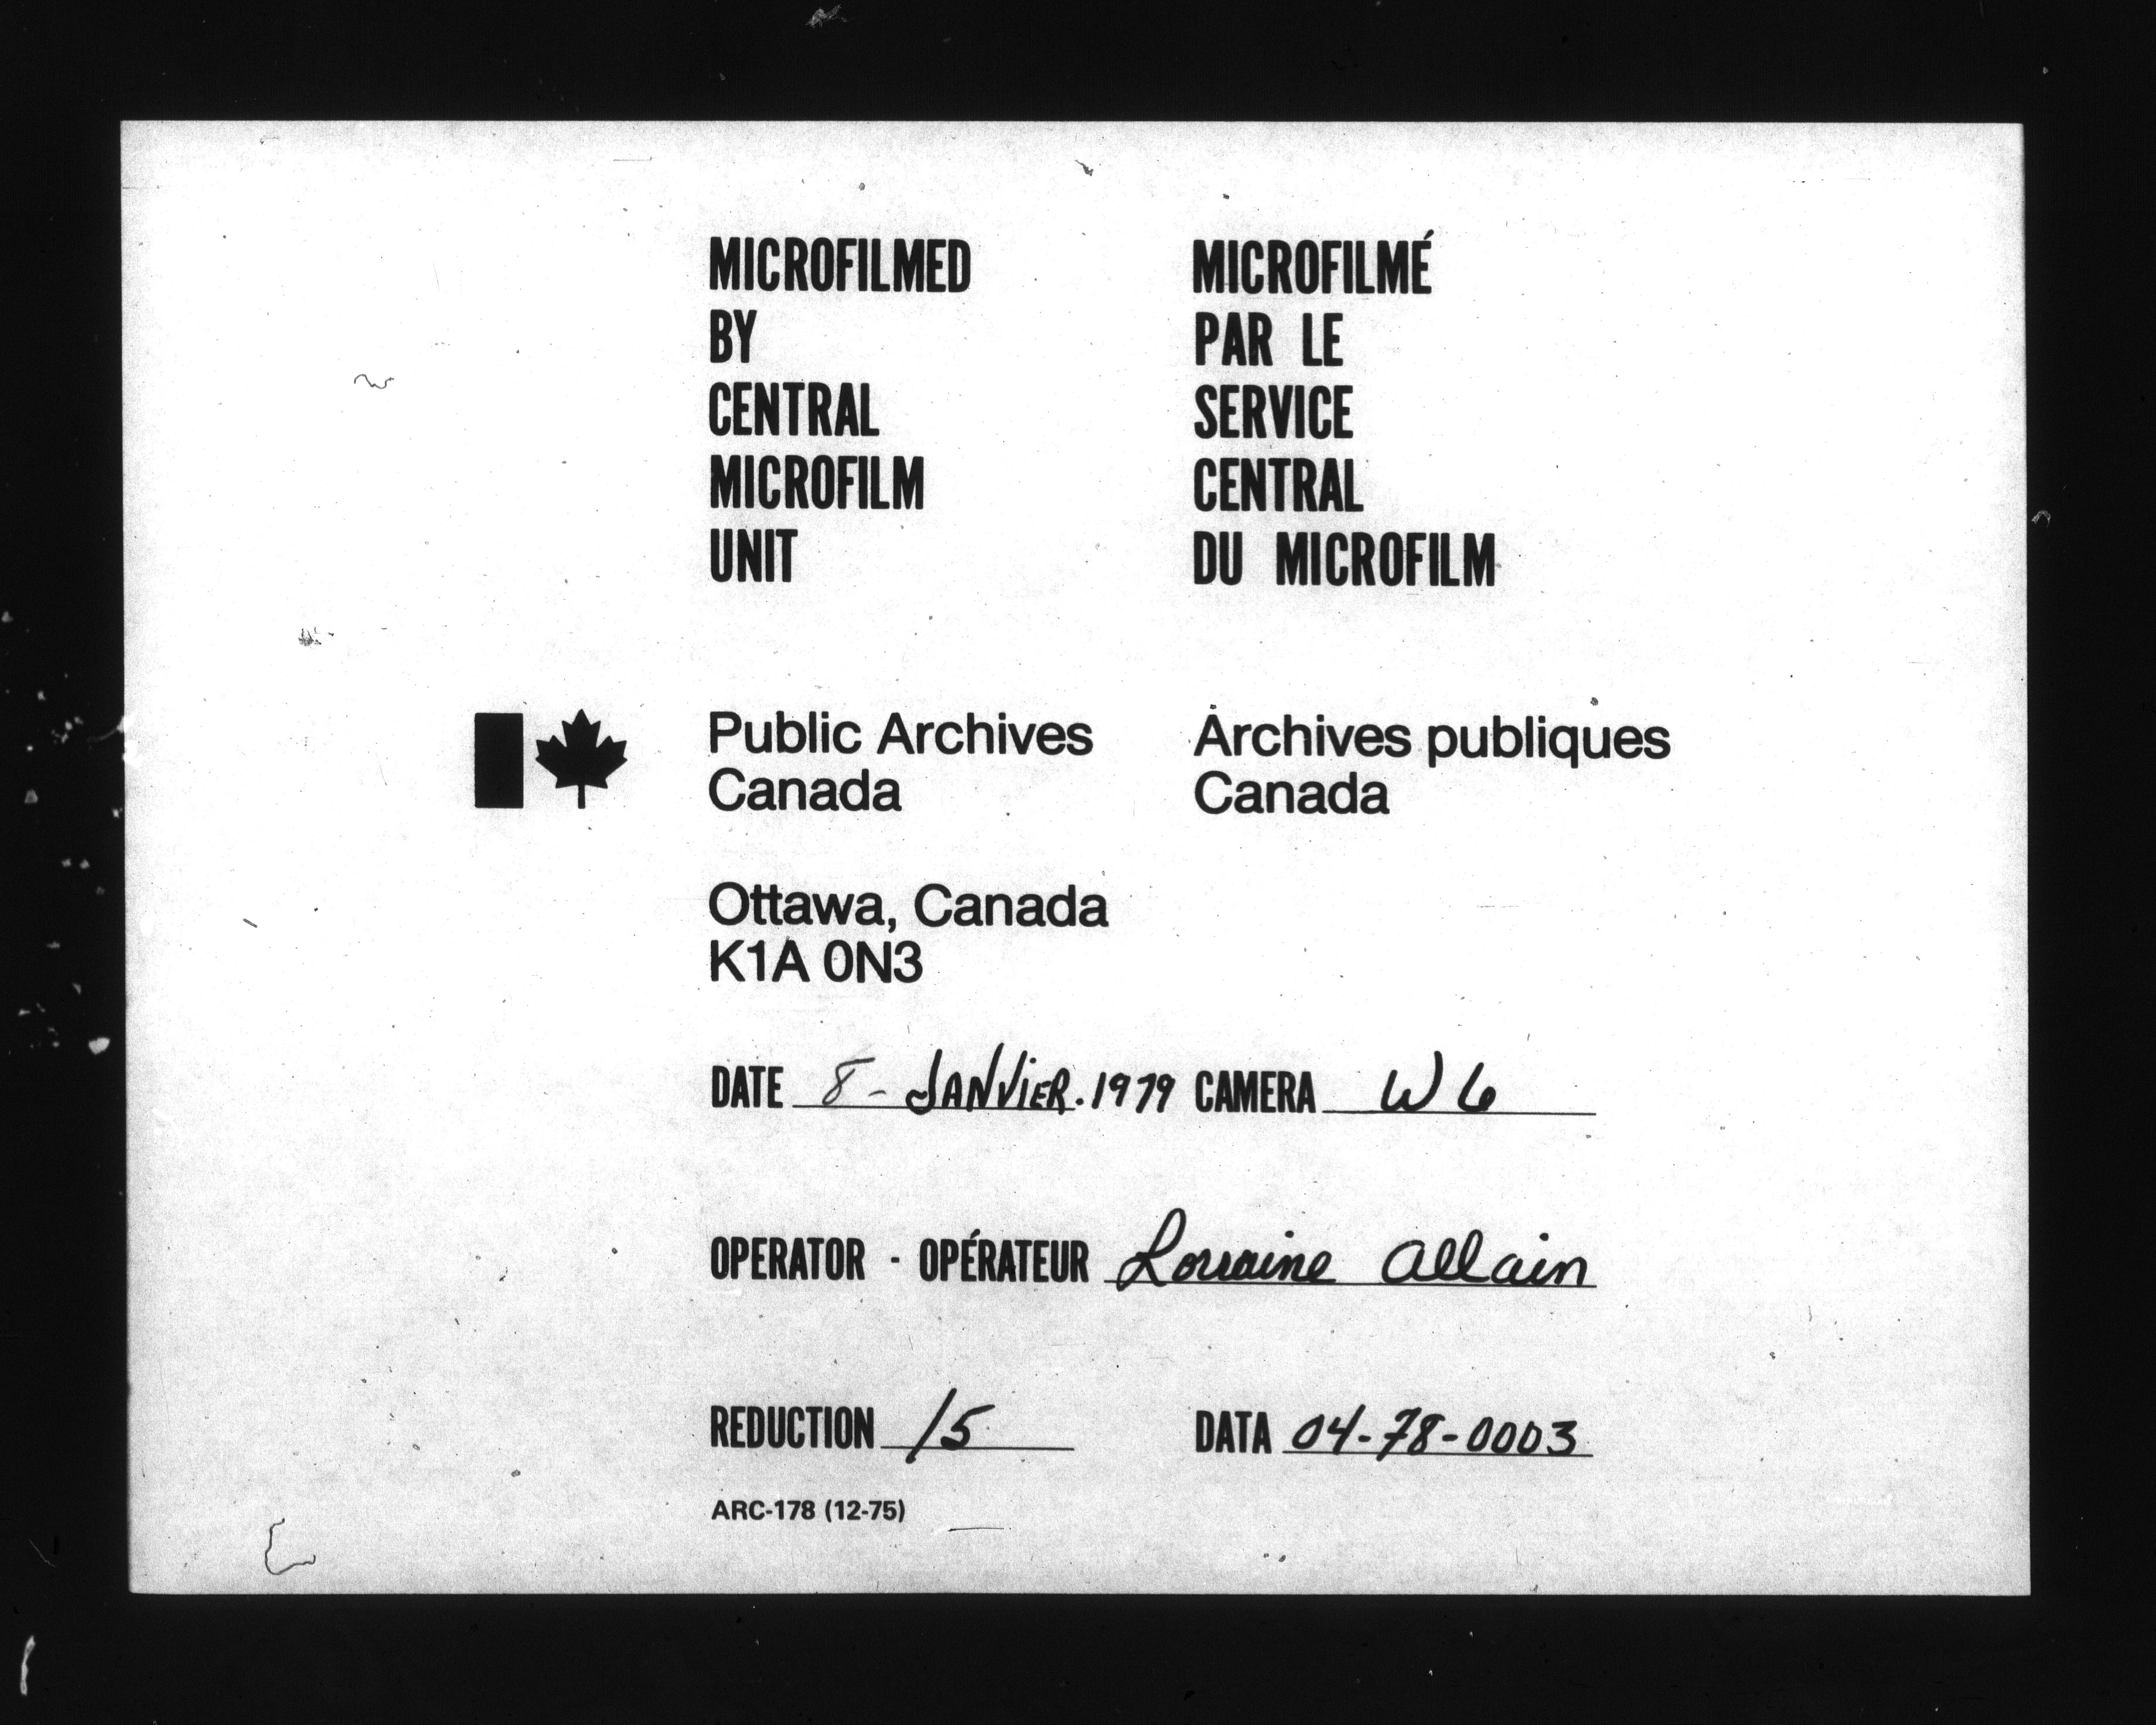 MICROFILMED
BY
CENTRAL
MICROFILM
UNIT
MICROFILMÉ
PAR LE
SERVICE
CENTRAL
DU MICROFILM
Public Archives
Canada
Archives publiques
Canada
Ottawa, Canada
K1A 0N3
DATE 8 - JANVIER. 1979 CAMERA W6
OPERATOR - OPÉRATEUR Lorraine Allain
REDUCTION 15 DATA 04-78-0003
ARC-178 (12-75)